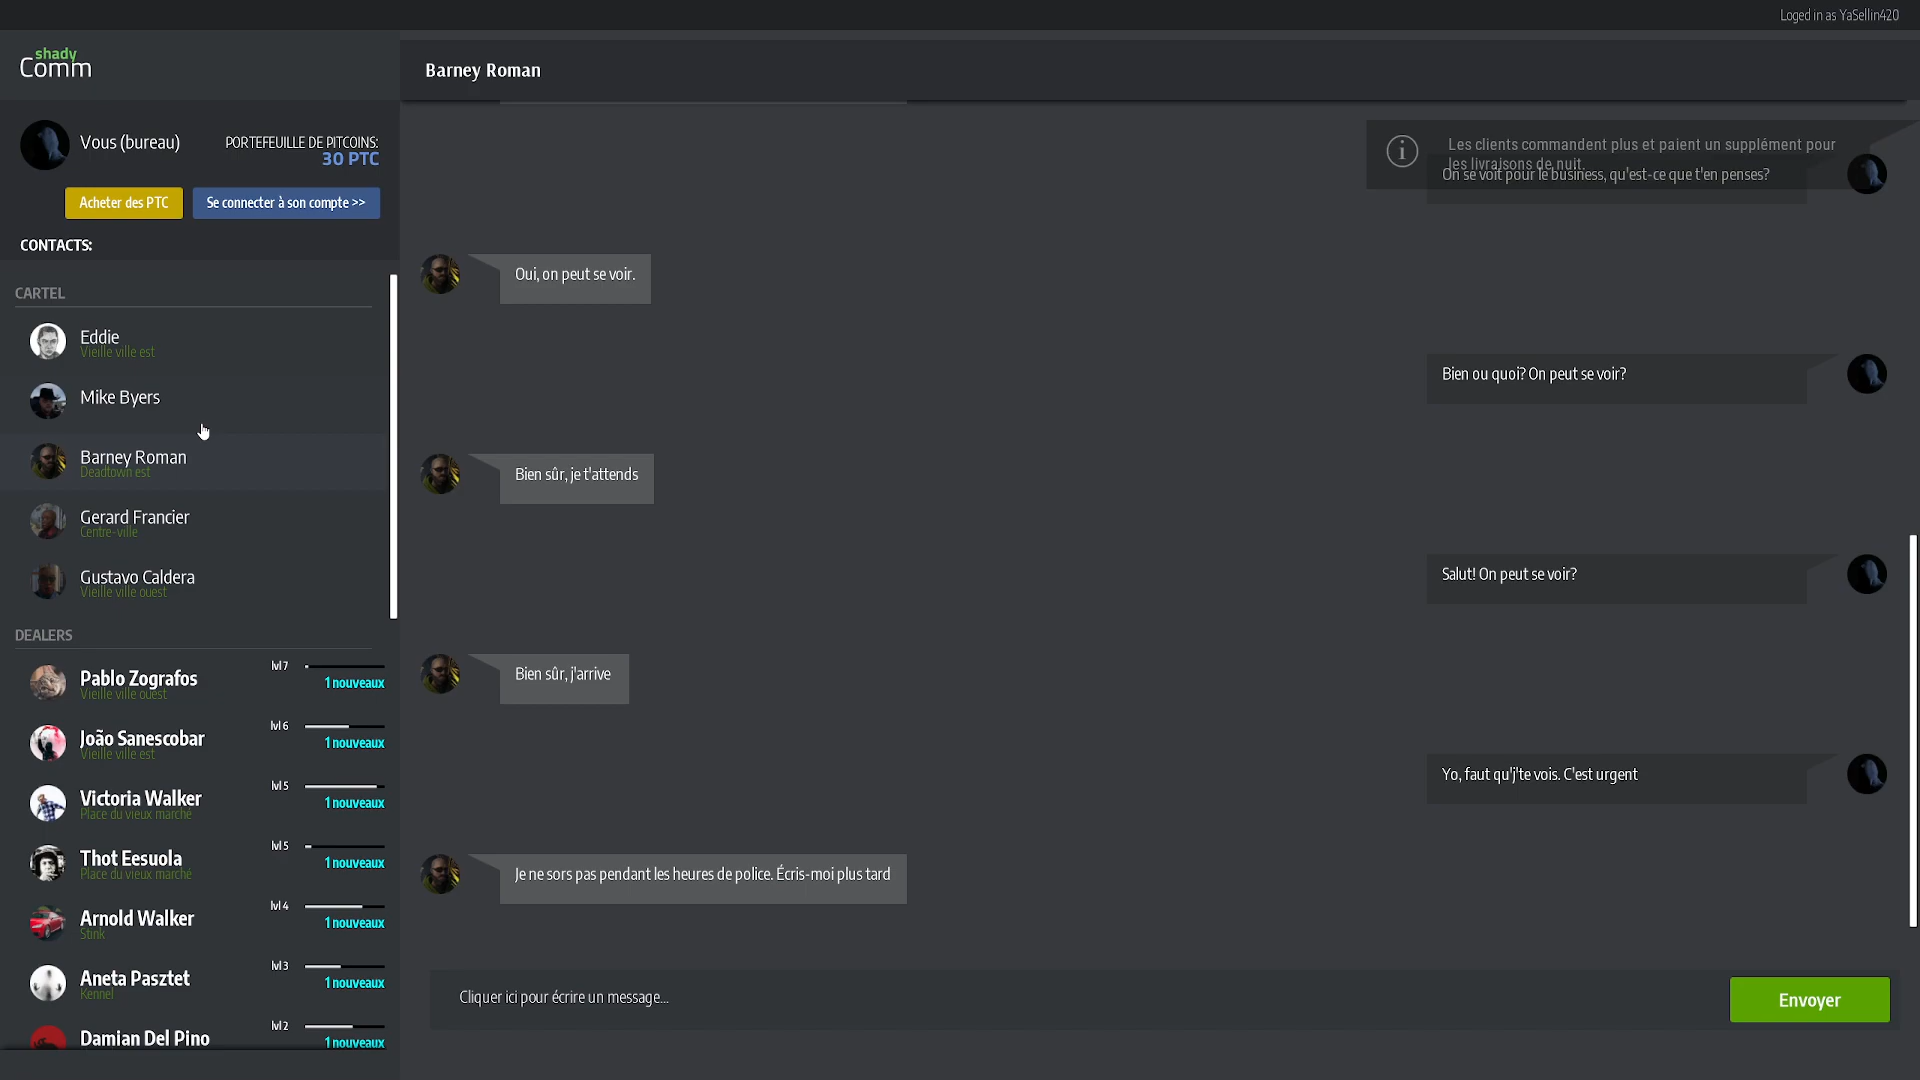 Loged in as YaSellin420
shady
Comm
Barney Roman
Vous (bureau)
PORTEFEUILLE DE PITCOINS:
30 PTC
Acheter des PTC
Se connecter à son compte >>
CONTACTS:
CARTEL
Eddie
Vieille ville est
Mike Byers
Barney Roman
Deadtown est
Gerard Francier
Centre-ville
Gustavo Caldera
Vieille ville ouest
DEALERS
Pablo Zografos
Vieille ville ouest
lvl 7
1 nouveaux
João Sanescobar
Vieille ville est
lvl 6
1 nouveaux
Victoria Walker
Place du vieux marché
lvl 5
1 nouveaux
Thot Eesuola
Place du vieux marché
lvl 5
1 nouveaux
Arnold Walker
Stink
lvl 4
1 nouveaux
Aneta Pasztet
Kennel
lvl 3
1 nouveaux
Damian Del Pino
lvl 2
1 nouveaux
Les clients commandent plus et paient un supplément pour
les livraisons de nuit.
On se voit pour le business, qu'est-ce que t'en penses?
Oui, on peut se voir.
Bien ou quoi? On peut se voir?
Bien sûr, je t'attends
Salut! On peut se voir?
Bien sûr, j'arrive
Yo, faut qu'j'te vois. C'est urgent
Je ne sors pas pendant les heures de police. Écris-moi plus tard
Cliquer ici pour écrire un message...
Envoyer